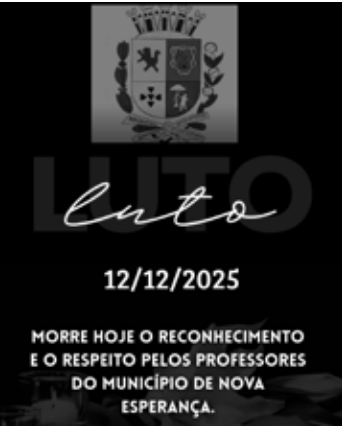 LUTO
luto
12/12/2025
MORRE HOJE O RECONHECIMENTO
E O RESPEITO PELOS PROFESSORES
DO MUNICÍPIO DE NOVA
ESPERANÇA.